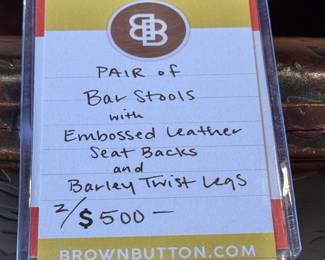 BB
PAIR of
Bar Stools
with
Embossed Leather
Seat Backs
and
Barley Twist Legs
2/$500—
BROWNBUTTON.COM